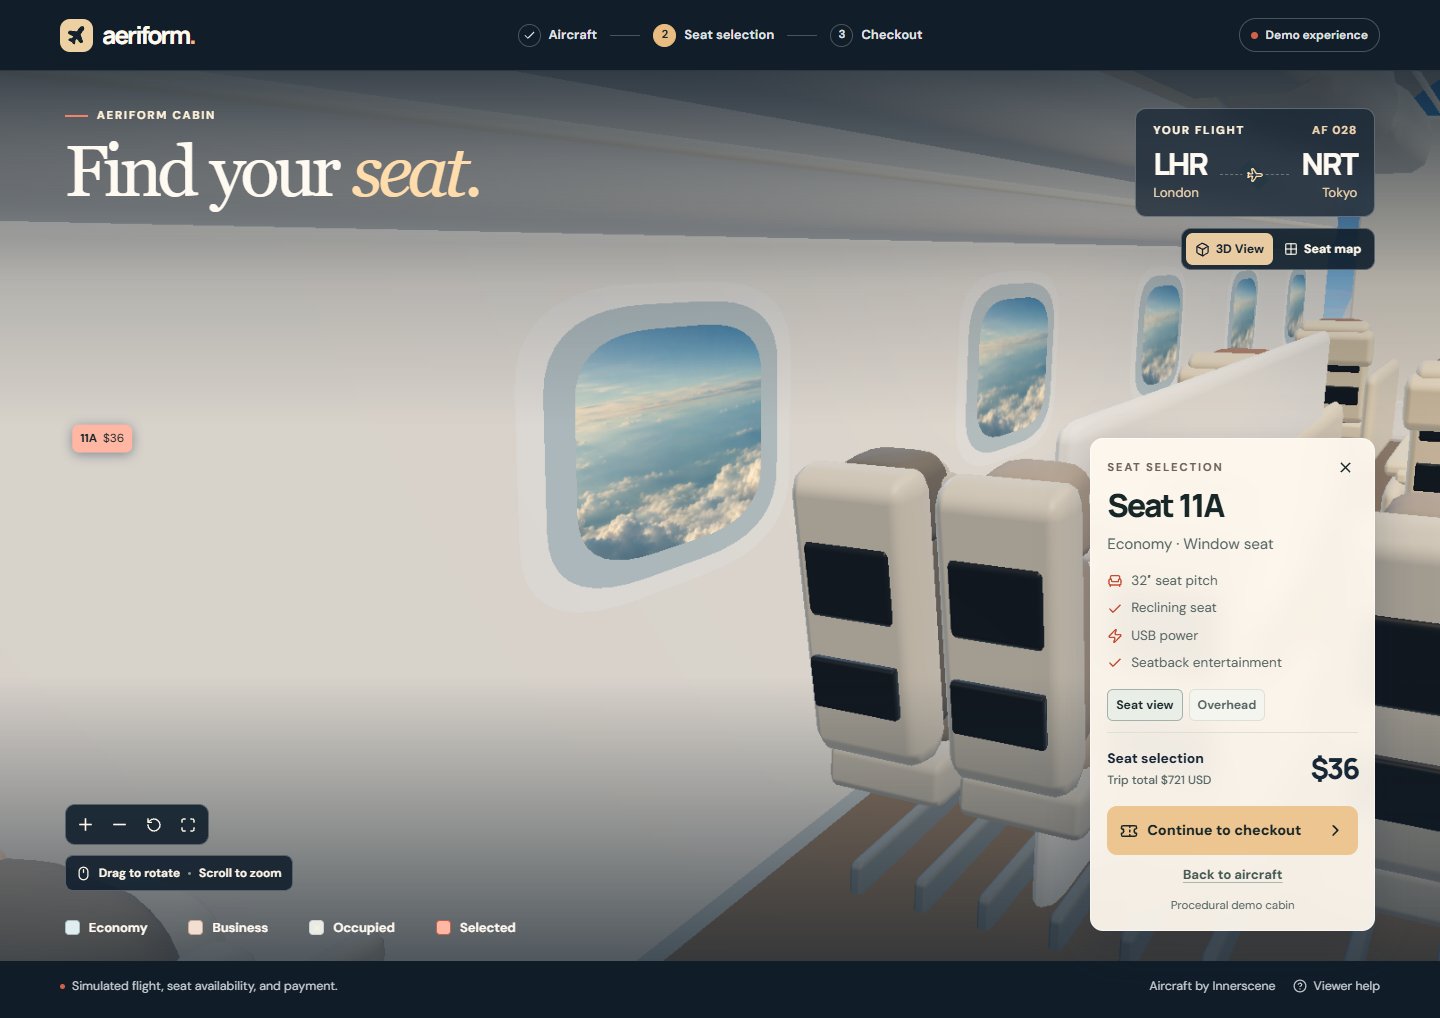 aeriform.
Aircraft
2 Seat selection
3 Checkout
Demo experience
AERIFORM CABIN
Find your seat.
YOUR FLIGHT AF 028
LHR NRT
London Tokyo
3D View Seat map
11A $36
SEAT SELECTION
Seat 11A
Economy · Window seat
32" seat pitch
Reclining seat
USB power
Seatback entertainment
Seat view Overhead
Seat selection
Trip total $721 USD
$36
Continue to checkout
Back to aircraft
Procedural demo cabin
Drag to rotate • Scroll to zoom
Economy Business Occupied Selected
Simulated flight, seat availability, and payment.
Aircraft by Innerscene Viewer help